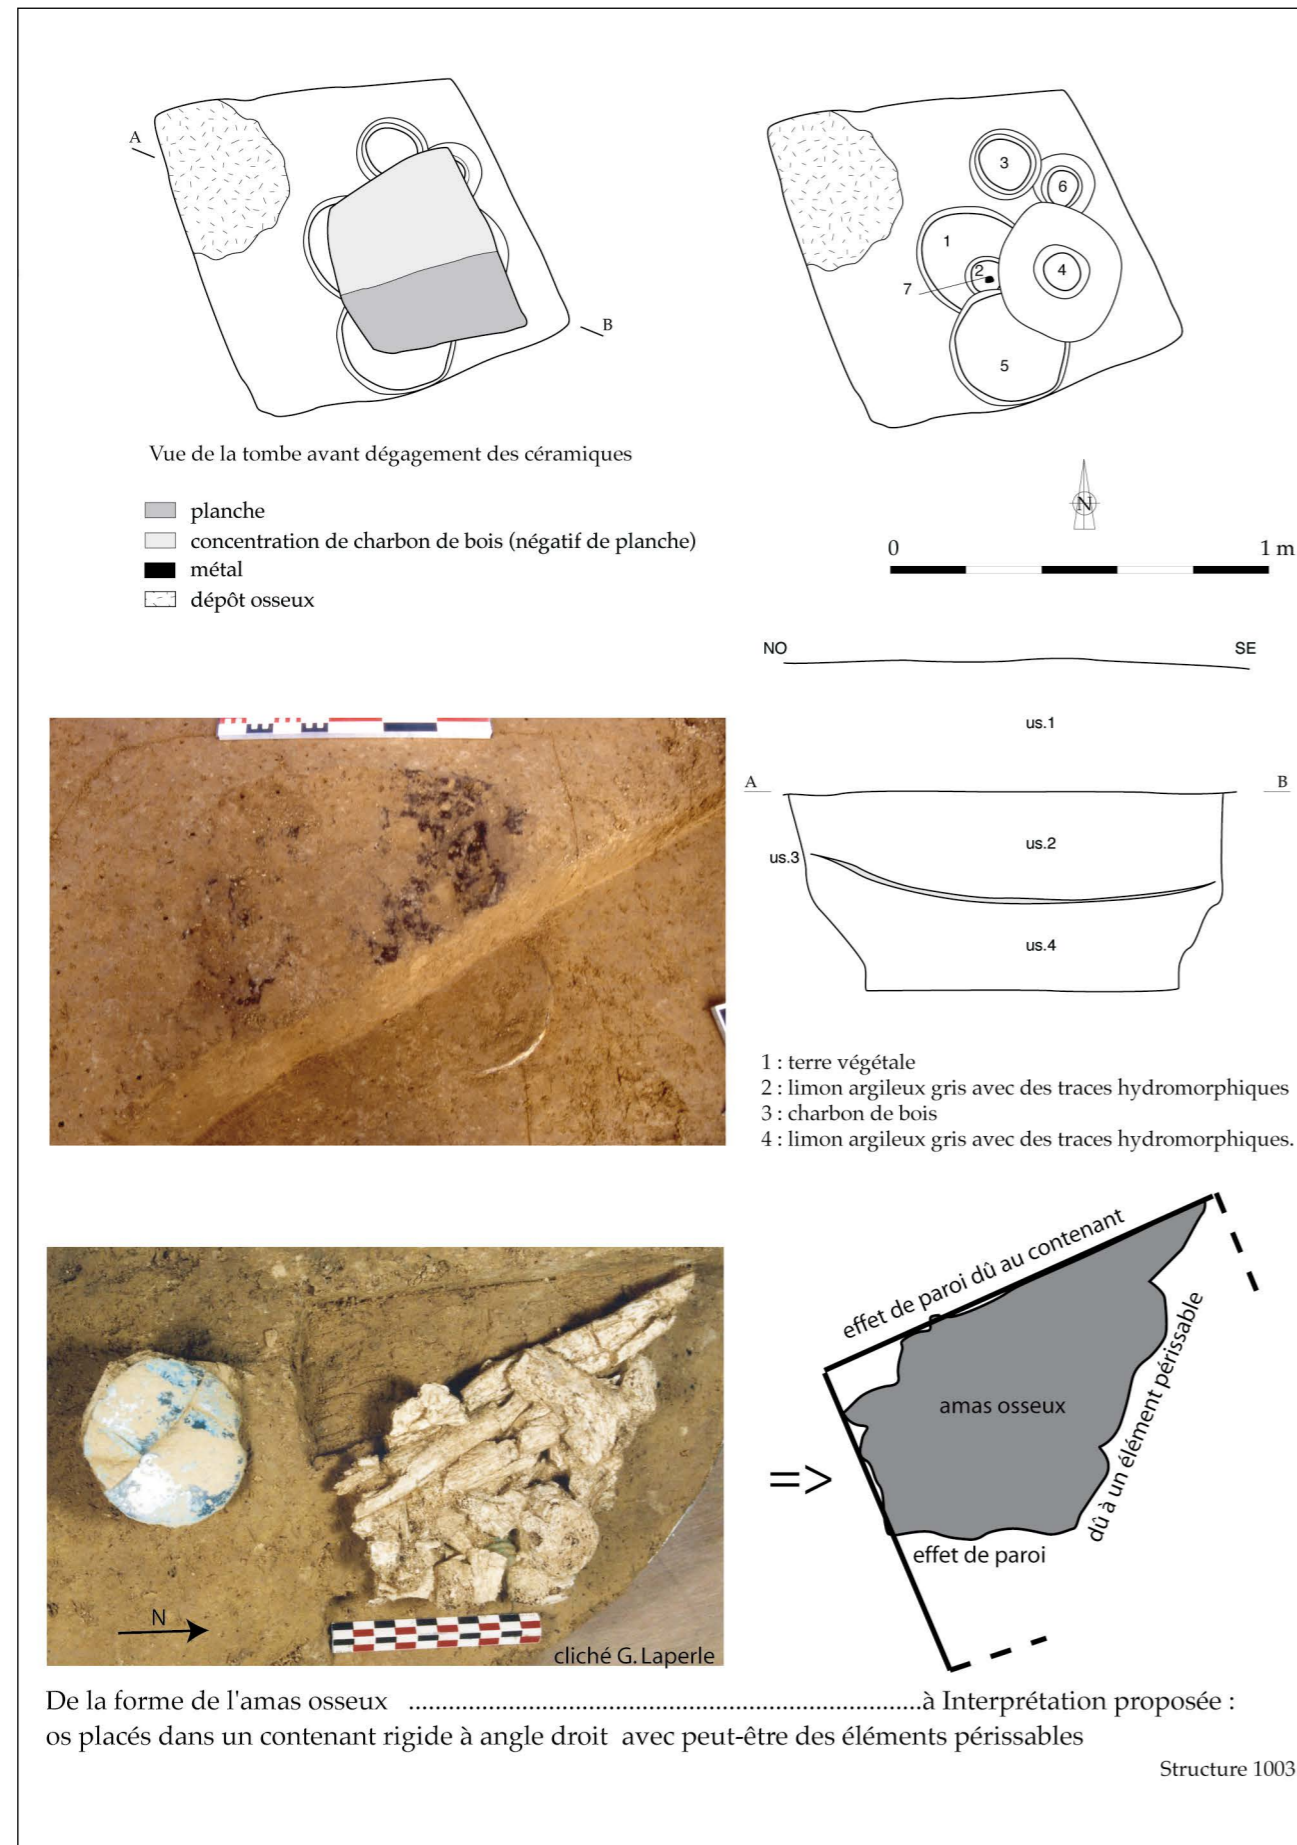 A
B
3
6
1
2
4
7
5
Vue de la tombe avant dégagement des céramiques
planche
concentration de charbon de bois (négatif de planche)
métal
dépôt osseux
N
0 1 m
NO SE
us.1
A B
us.2
us.3
us.4
1 : terre végétale
2 : limon argileux gris avec des traces hydromorphiques
3 : charbon de bois
4 : limon argileux gris avec des traces hydromorphiques.
effet de paroi dû au contenant
amas osseux
dû à un élément périssable
effet de paroi
=>
N
cliché G. Laperle
De la forme de l'amas osseux ..............................................................................à Interprétation proposée :
os placés dans un contenant rigide à angle droit avec peut-être des éléments périssables
Structure 1003